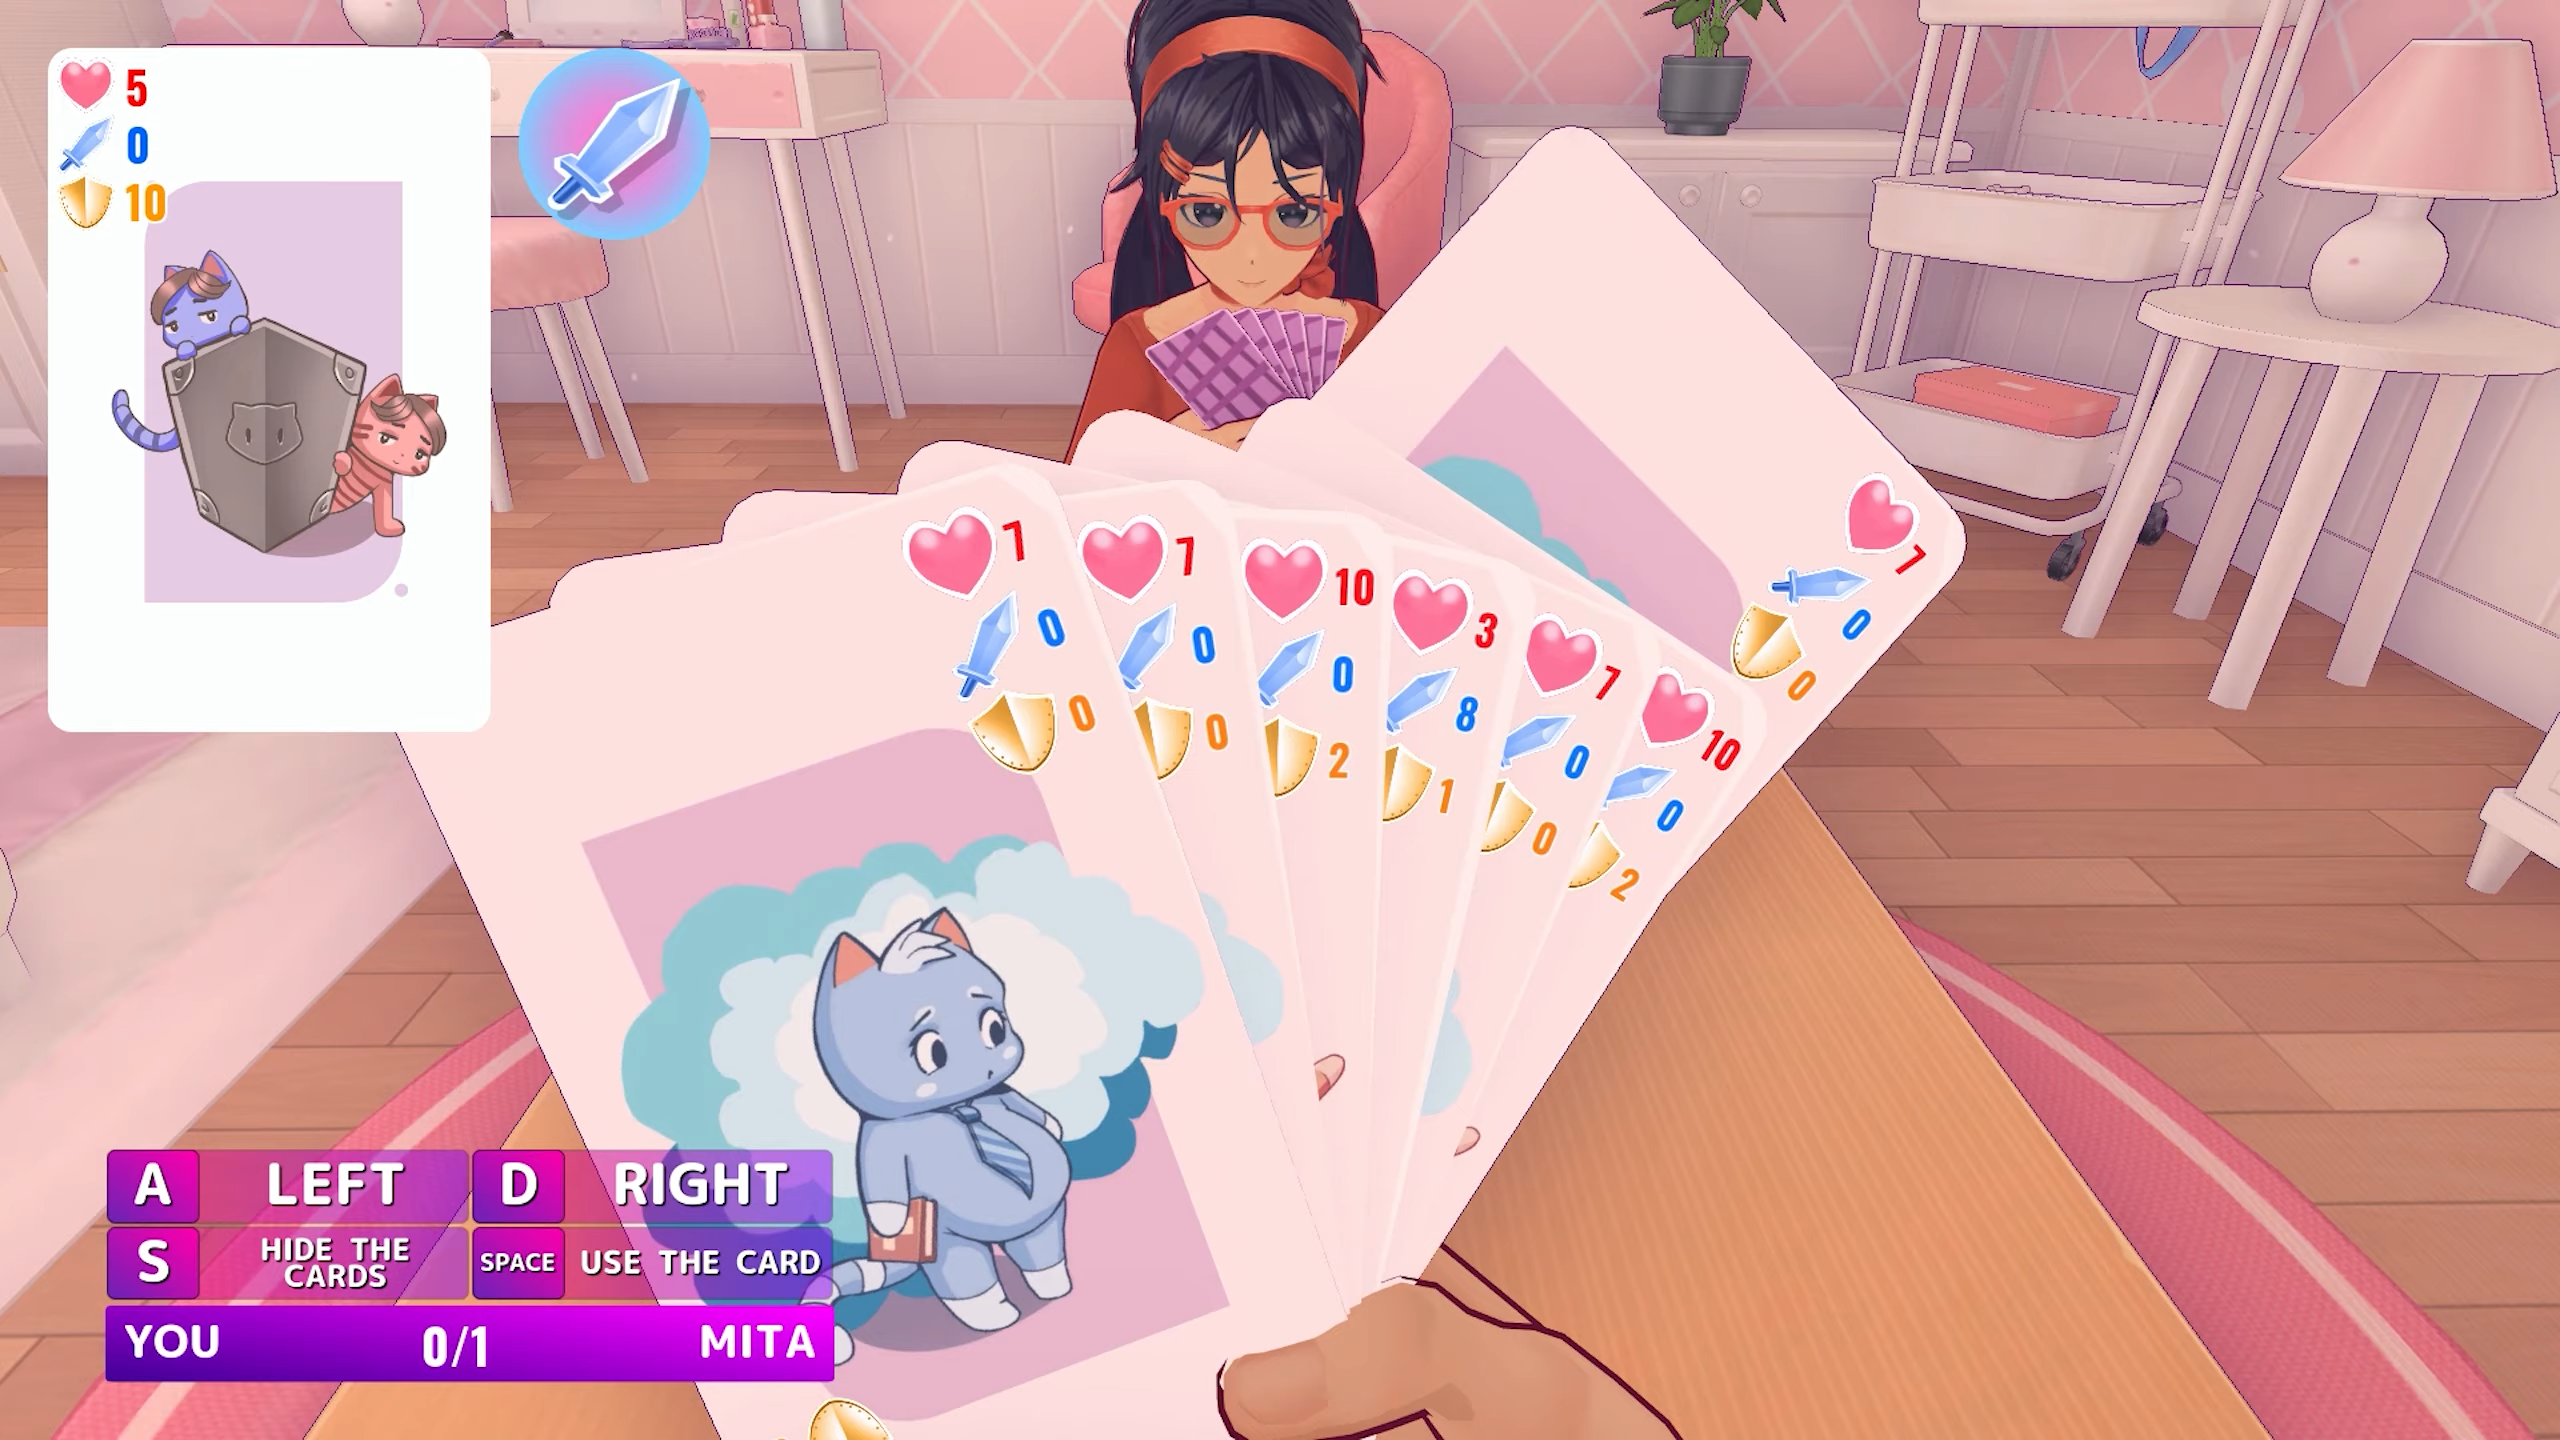 5
0
10
7 7 10 3 7 10 7
0 0 0 8 0 0 0
0 0 2 1 0 2 0
A LEFT D RIGHT
S HIDE THE CARDS SPACE USE THE CARD
YOU 0/1 MITA